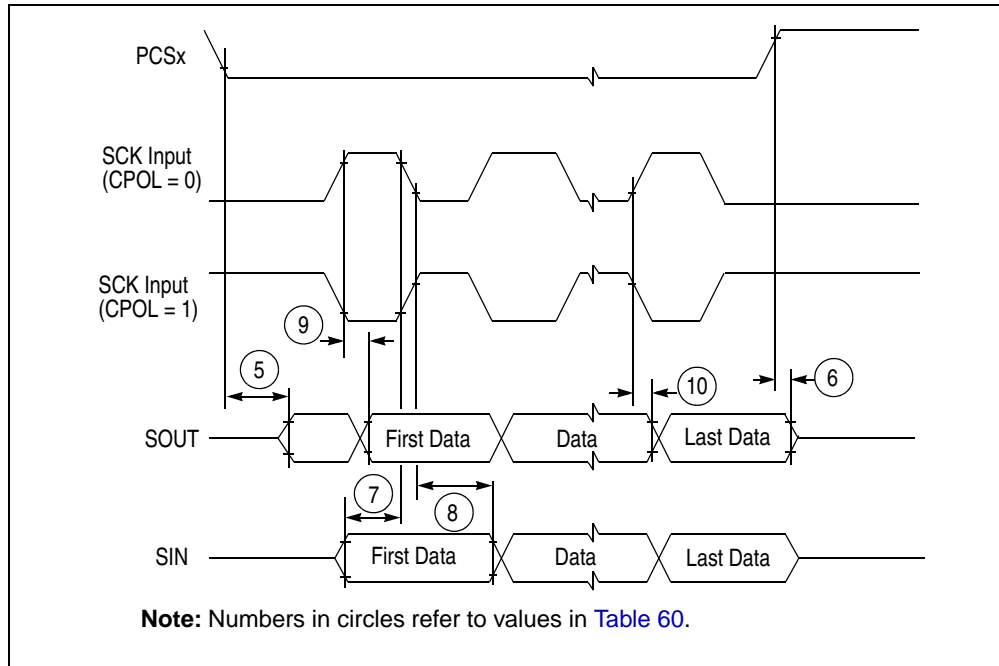 PCSx
SCK Input
(CPOL = 0)
SCK Input
(CPOL = 1)
9
5
10
6
SOUT
First Data
Data
Last Data
7
8
SIN
First Data
Data
Last Data
Note: Numbers in circles refer to values in Table 60.